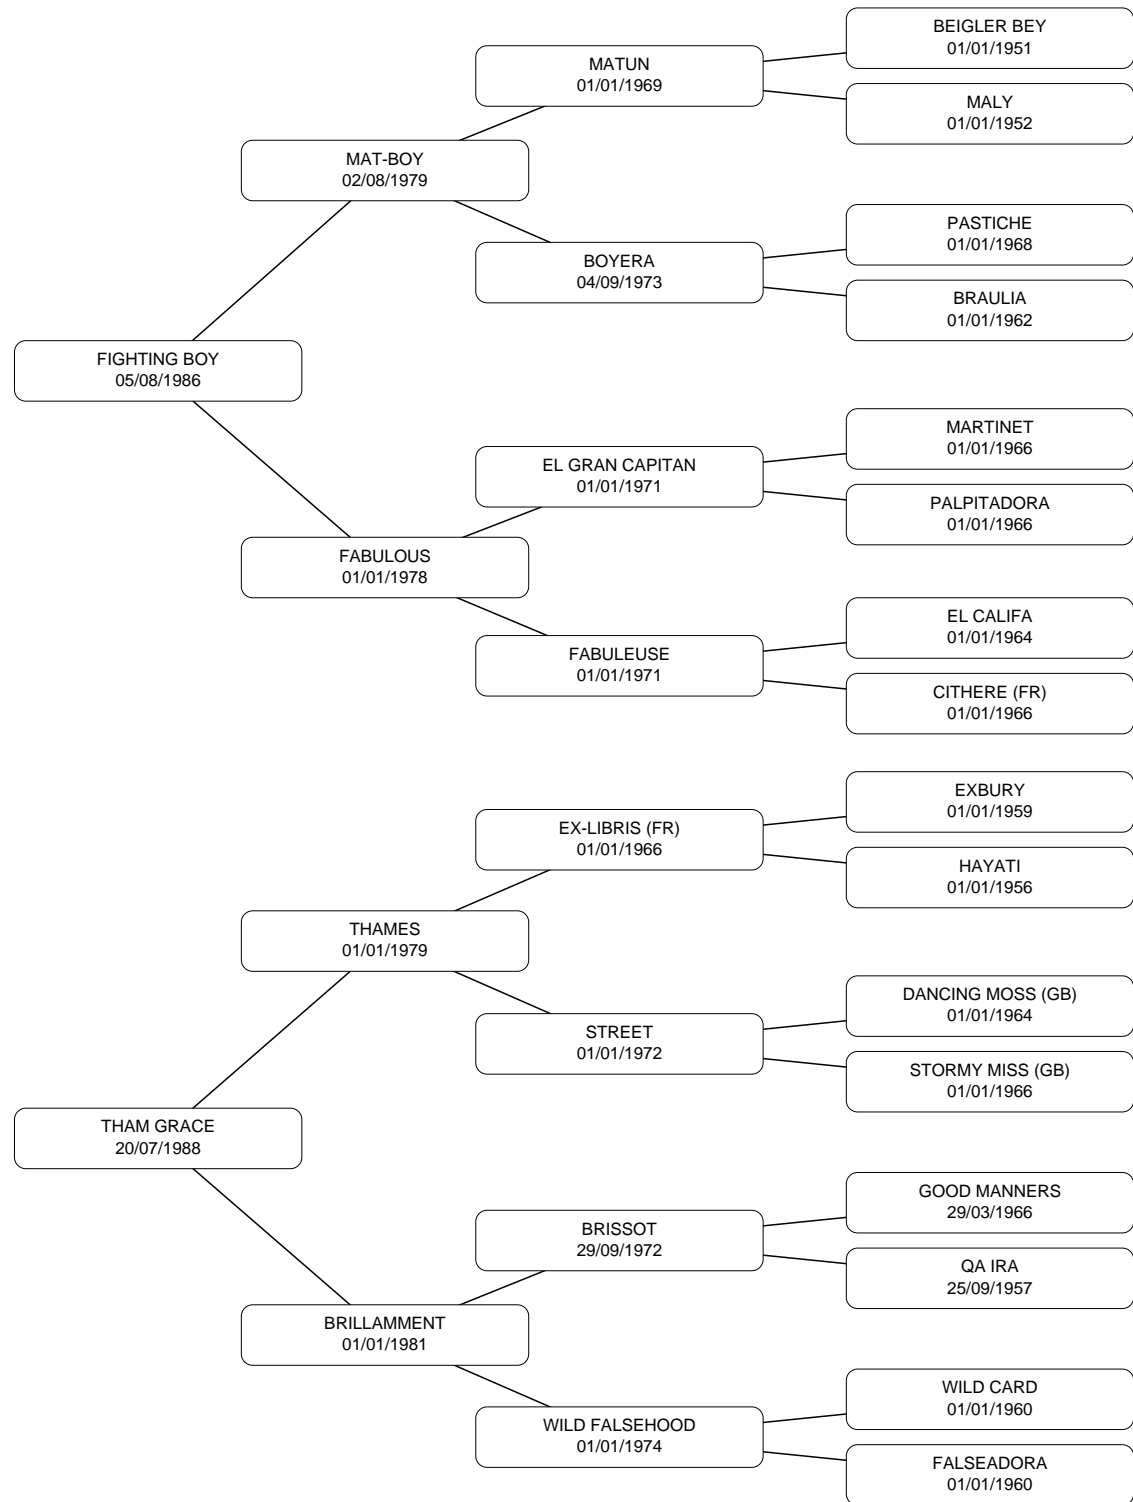 BEIGLER BEY
01/01/1951
MATUN
01/01/1969
MALY
01/01/1952
MAT-BOY
02/08/1979
PASTICHE
01/01/1968
BOYERA
04/09/1973
BRAULIA
01/01/1962
FIGHTING BOY
05/08/1986
MARTINET
01/01/1966
EL GRAN CAPITAN
01/01/1971
PALPITADORA
01/01/1966
FABULOUS
01/01/1978
EL CALIFA
01/01/1964
FABULEUSE
01/01/1971
CITHERE (FR)
01/01/1966
EXBURY
01/01/1959
EX-LIBRIS (FR)
01/01/1966
HAYATI
01/01/1956
THAMES
01/01/1979
DANCING MOSS (GB)
01/01/1964
STREET
01/01/1972
STORMY MISS (GB)
01/01/1966
THAM GRACE
20/07/1988
GOOD MANNERS
29/03/1966
BRISSOT
29/09/1972
QA IRA
25/09/1957
BRILLAMMENT
01/01/1981
WILD CARD
01/01/1960
WILD FALSEHOOD
01/01/1974
FALSEADORA
01/01/1960